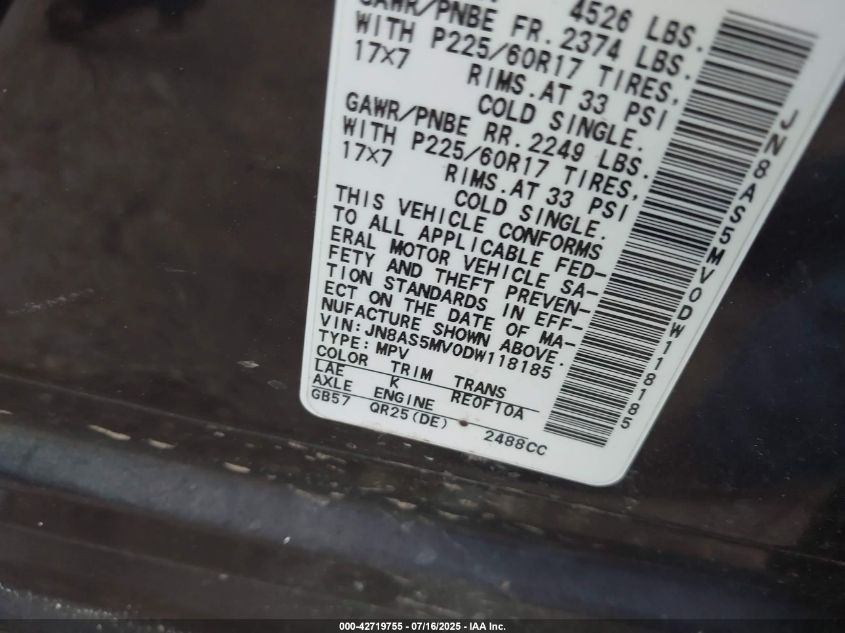 4526 LBS.
GAWR/PNBE FR. 2374 LBS.
WITH P225/60R17 TIRES,
17X7 RIMS. AT 33 PSI
COLD SINGLE.
GAWR/PNBE RR. 2249 LBS.
WITH P225/60R17 TIRES,
17X7 RIMS. AT 33 PSI
COLD SINGLE.
THIS VEHICLE CONFORMS
TO ALL APPLICABLE FED-
ERAL MOTOR VEHICLE SA-
FETY AND THEFT PREVEN-
TION STANDARDS IN EFF-
ECT ON THE DATE OF MA-
NUFACTURE SHOWN ABOVE.
VIN: JN8AS5MV0DW118185
TYPE: MPV
COLOR TRIM TRANS
LAE K RE0F10A
AXLE ENGINE
GB57 QR25(DE) 2488CC
JN8AS5MV0DW118185
000-42719755 - 07/16/2025 - IAA Inc.